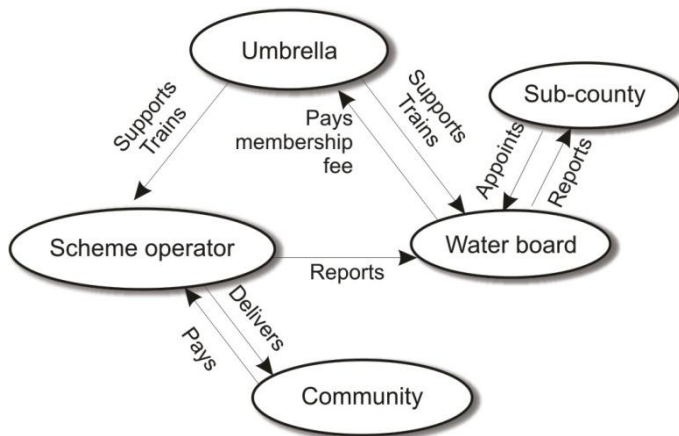 Umbrella
Sub-county
Supports
Trains
Pays
membership
fee
Supports
Trains
Appoints
Reports
Scheme operator
Water board
Reports
Delivers
Pays
Community